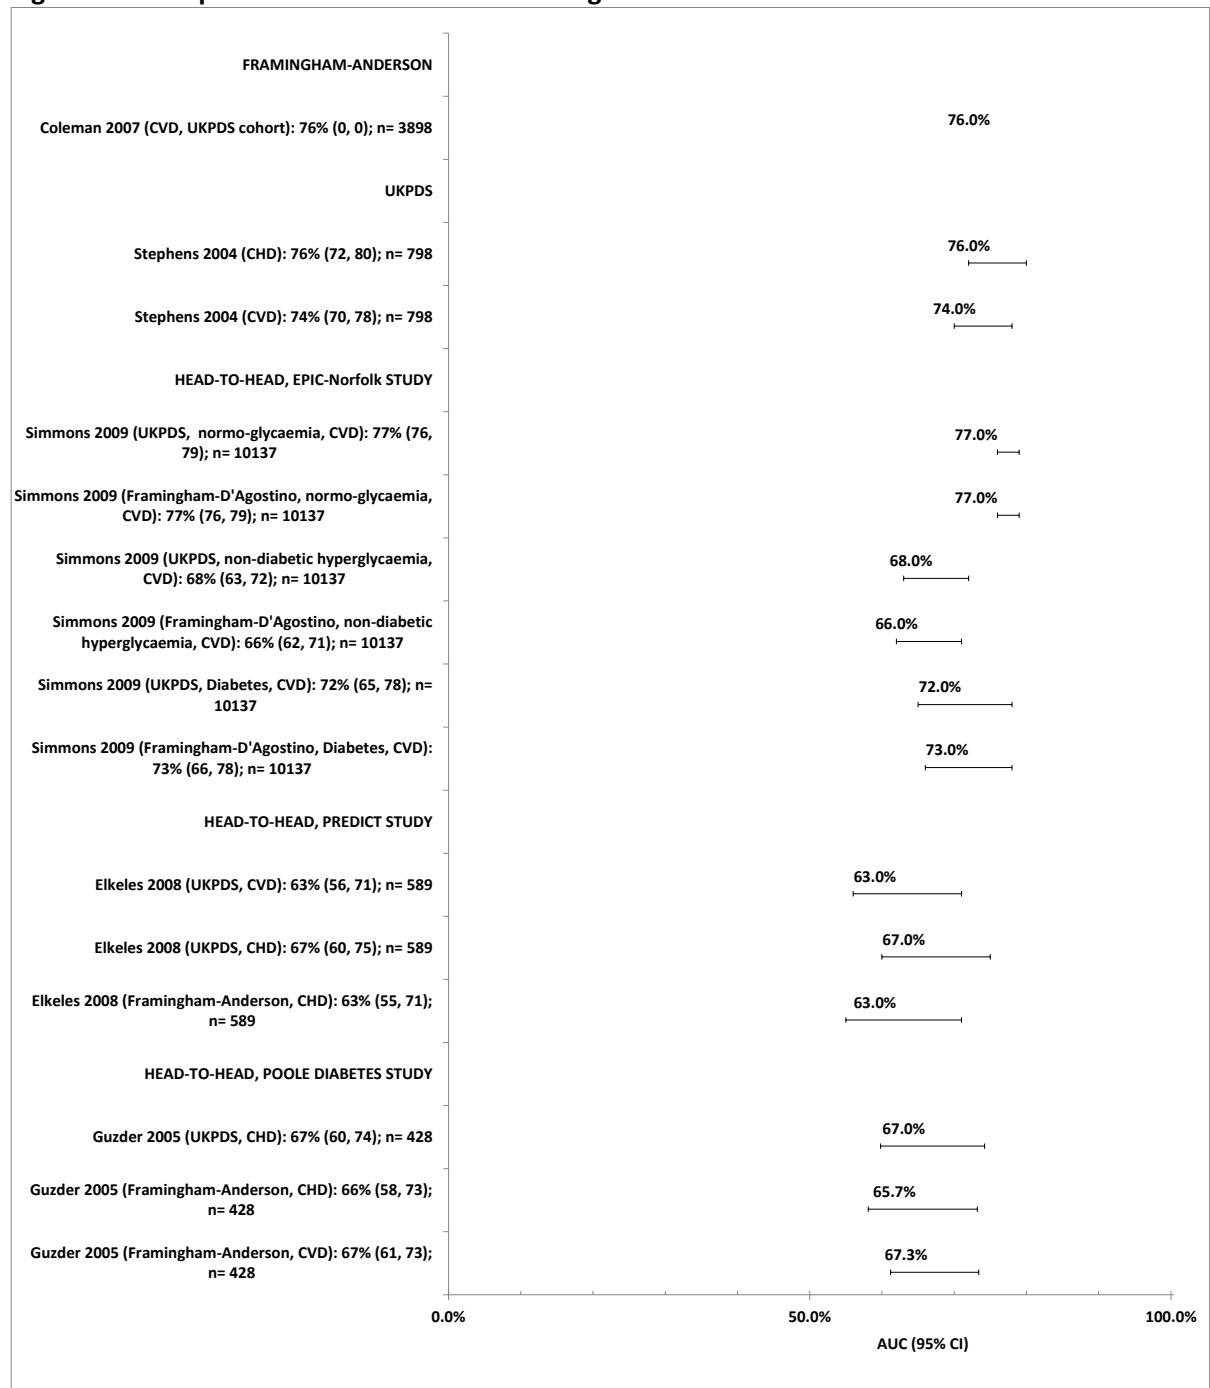 FRAMINGHAM-ANDERSON
Coleman 2007 (CVD, UKPDS cohort): 76% (0, 0); n= 3898
76.0%
UKPDS
Stephens 2004 (CHD): 76% (72, 80); n= 798
76.0%
Stephens 2004 (CVD): 74% (70, 78); n= 798
74.0%
HEAD-TO-HEAD, EPIC-Norfolk STUDY
Simmons 2009 (UKPDS,  normo-glycaemia, CVD): 77% (76,
79); n= 10137
77.0%
Simmons 2009 (Framingham-D'Agostino, normo-glycaemia,
CVD): 77% (76, 79); n= 10137
77.0%
Simmons 2009 (UKPDS, non-diabetic hyperglycaemia,
CVD): 68% (63, 72); n= 10137
68.0%
Simmons 2009 (Framingham-D'Agostino, non-diabetic
hyperglycaemia, CVD): 66% (62, 71); n= 10137
66.0%
Simmons 2009 (UKPDS, Diabetes, CVD): 72% (65, 78); n=
10137
72.0%
Simmons 2009 (Framingham-D'Agostino, Diabetes, CVD):
73% (66, 78); n= 10137
73.0%
HEAD-TO-HEAD, PREDICT STUDY
Elkeles 2008 (UKPDS, CVD): 63% (56, 71); n= 589
63.0%
Elkeles 2008 (UKPDS, CHD): 67% (60, 75); n= 589
67.0%
Elkeles 2008 (Framingham-Anderson, CHD): 63% (55, 71);
n= 589
63.0%
HEAD-TO-HEAD, POOLE DIABETES STUDY
Guzder 2005 (UKPDS, CHD): 67% (60, 74); n= 428
67.0%
Guzder 2005 (Framingham-Anderson, CHD): 66% (58, 73);
n= 428
65.7%
Guzder 2005 (Framingham-Anderson, CVD): 67% (61, 73);
n= 428
67.3%
0.0% 50.0% 100.0%
AUC (95% CI)